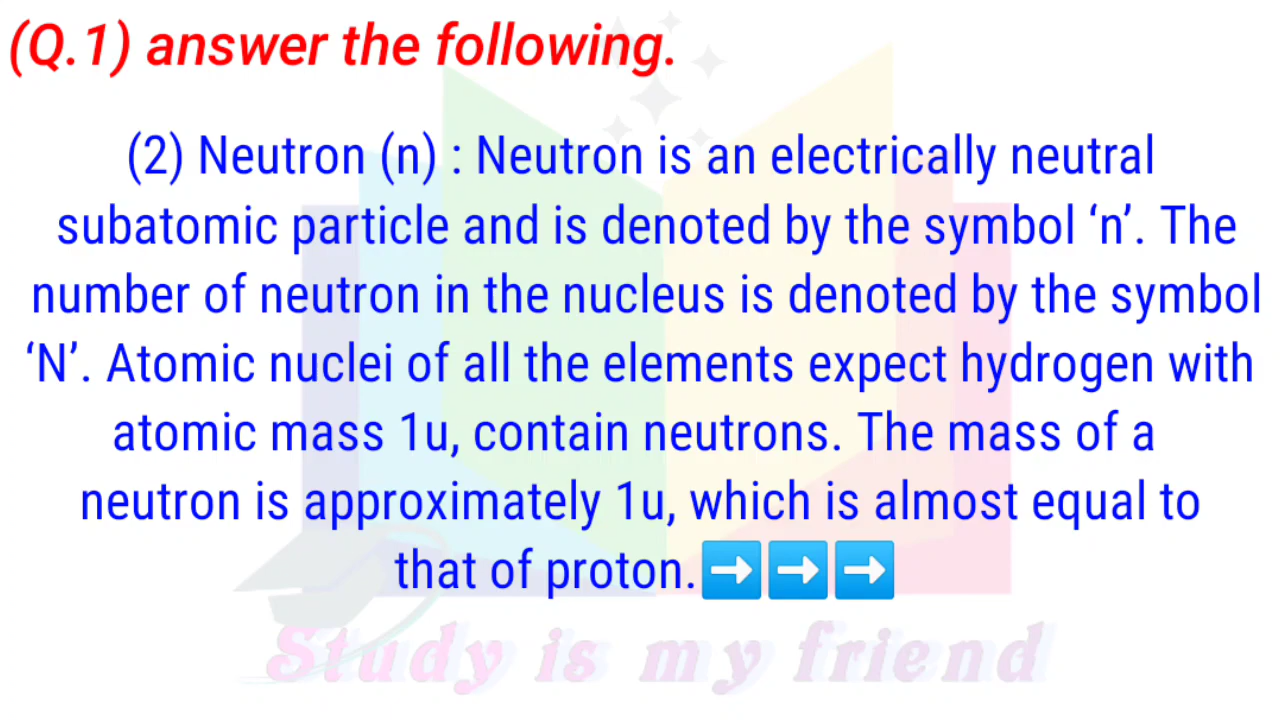 (Q.1) answer the following.
(2) Neutron (n) : Neutron is an electrically neutral
subatomic particle and is denoted by the symbol ‘n’. The
number of neutron in the nucleus is denoted by the symbol
‘N’. Atomic nuclei of all the elements expect hydrogen with
atomic mass 1u, contain neutrons. The mass of a
neutron is approximately 1u, which is almost equal to
that of proton.➡➡➡
Study is my friend